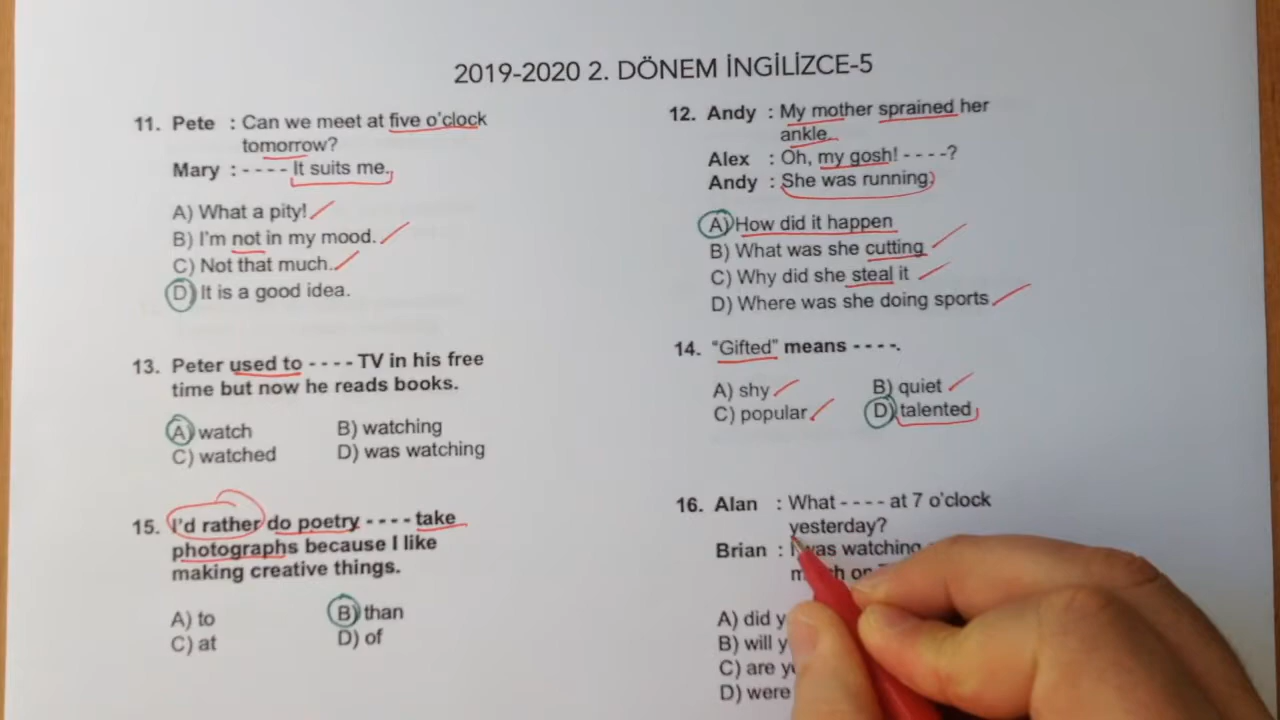 2019-2020 2. DÖNEM İNGİLİZCE-5
11. Pete : Can we meet at five o'clock
tomorrow?
Mary : ---- It suits me.
A) What a pity!
B) I'm not in my mood.
C) Not that much.
D) It is a good idea.
12. Andy : My mother sprained her
ankle.
Alex : Oh, my gosh! ----?
Andy : She was running.
A) How did it happen
B) What was she cutting
C) Why did she steal it
D) Where was she doing sports
13. Peter used to ---- TV in his free
time but now he reads books.
A) watch B) watching
C) watched D) was watching
14. "Gifted" means ----.
A) shy B) quiet
C) popular D) talented
15. I'd rather do poetry ---- take
photographs because I like
making creative things.
A) to B) than
C) at D) of
16. Alan : What ---- at 7 o'clock
yesterday?
Brian : I was watching
on
A) did
B) will
C) are
D) were